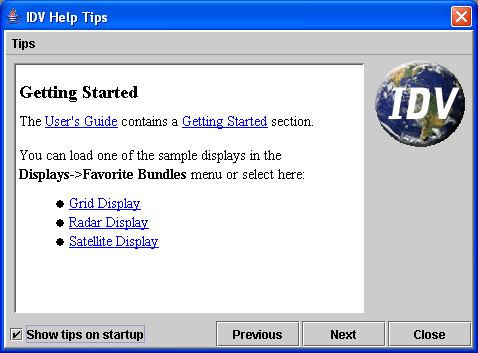 IDV Help Tips
Tips
Getting Started
The User's Guide contains a Getting Started section.
You can load one of the sample displays in the
Displays->Favorite Bundles menu or select here:
Grid Display
Radar Display
Satellite Display
IDV
Show tips on startup
Previous
Next
Close